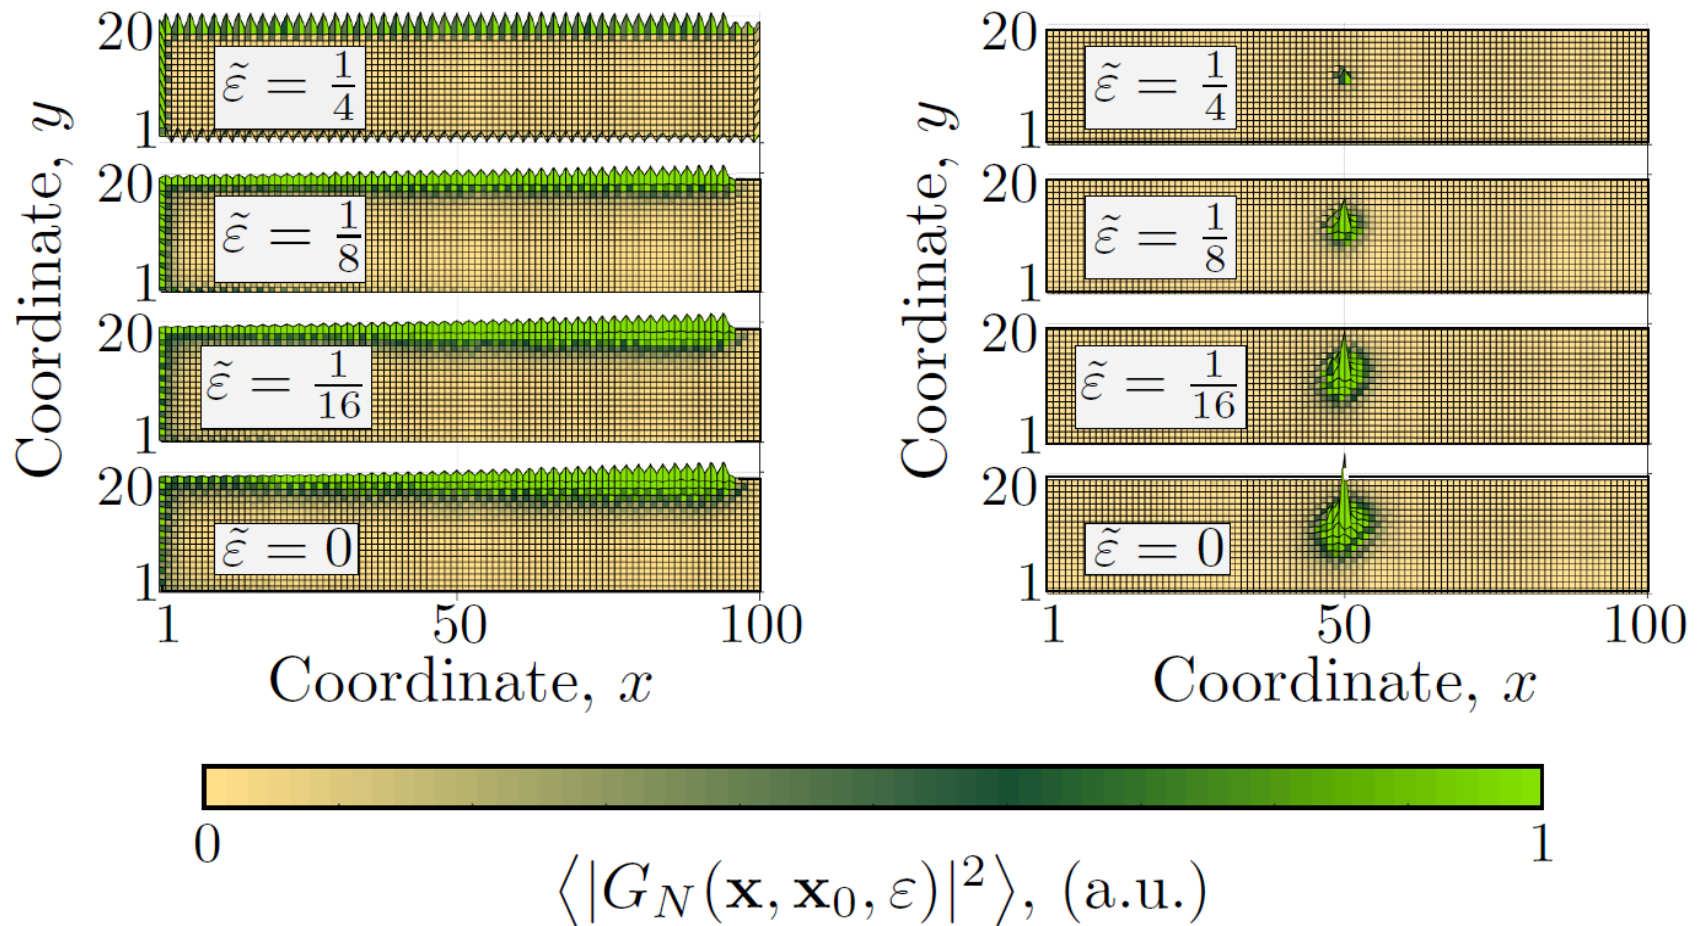 Coordinate, y
20
1
ε̃ = 1/4
20
1
ε̃ = 1/8
20
1
ε̃ = 1/16
20
1
ε̃ = 0
1 50 100
Coordinate, x
Coordinate, y
20
1
ε̃ = 1/4
20
1
ε̃ = 1/8
20
1
ε̃ = 1/16
20
1
ε̃ = 0
1 50 100
Coordinate, x
0 1
⟨|G_N(𝐱, 𝐱₀, ε)|²⟩, (a.u.)